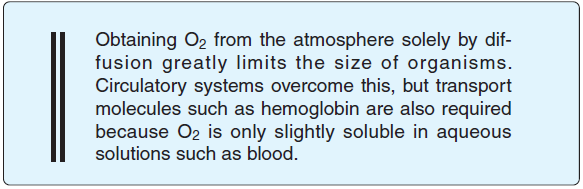 Obtaining O₂ from the atmosphere solely by dif-
fusion greatly limits the size of organisms.
Circulatory systems overcome this, but transport
molecules such as hemoglobin are also required
because O₂ is only slightly soluble in aqueous
solutions such as blood.